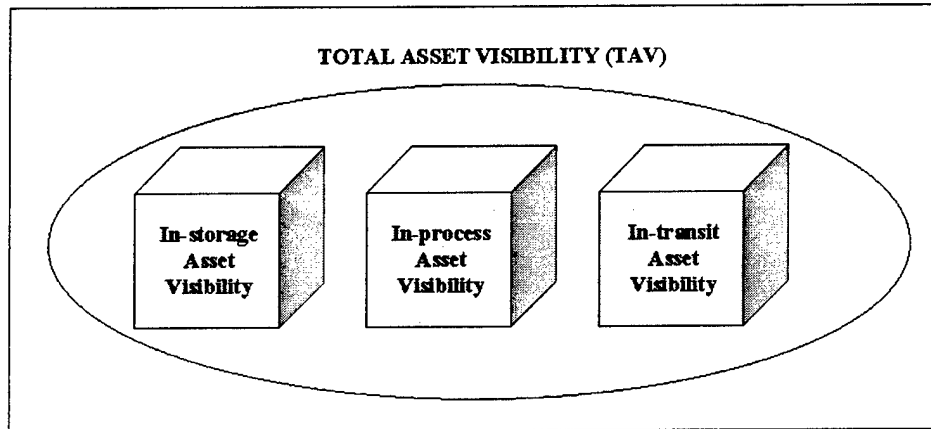 TOTAL ASSET VISIBILITY (TAV)
In-storage
Asset
Visibility
In-process
Asset
Visibility
In-transit
Asset
Visibility